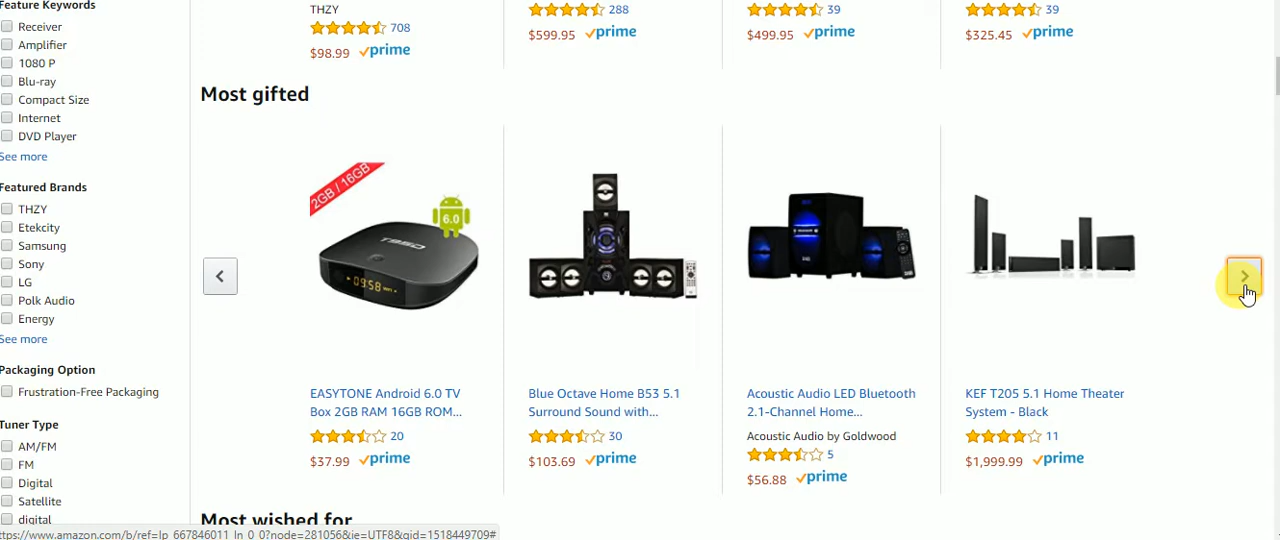 Feature Keywords
Receiver
Amplifier
1080 P
Blu-ray
Compact Size
Internet
DVD Player
See more
Featured Brands
THZY
Etekcity
Samsung
Sony
LG
Polk Audio
Energy
See more
Packaging Option
Frustration-Free Packaging
Tuner Type
AM/FM
FM
Digital
Satellite
digital
THZY
708
$98.99 prime
288
$599.95 prime
39
$499.95 prime
39
$325.45 prime
Most gifted
2GB / 16GB
6.0
T95D
09:58
EASYTONE Android 6.0 TV
Box 2GB RAM 16GB ROM...
20
$37.99 prime
Blue Octave Home B53 5.1
Surround Sound with...
30
$103.69 prime
Acoustic Audio LED Bluetooth
2.1-Channel Home...
Acoustic Audio by Goldwood
5
$56.88 prime
KEF T205 5.1 Home Theater
System - Black
11
$1,999.99 prime
Most wished for
ttps://www.amazon.com/b/ref=lp_667846011_ln_0_0?node=281056&ie=UTF8&qid=1518449709#